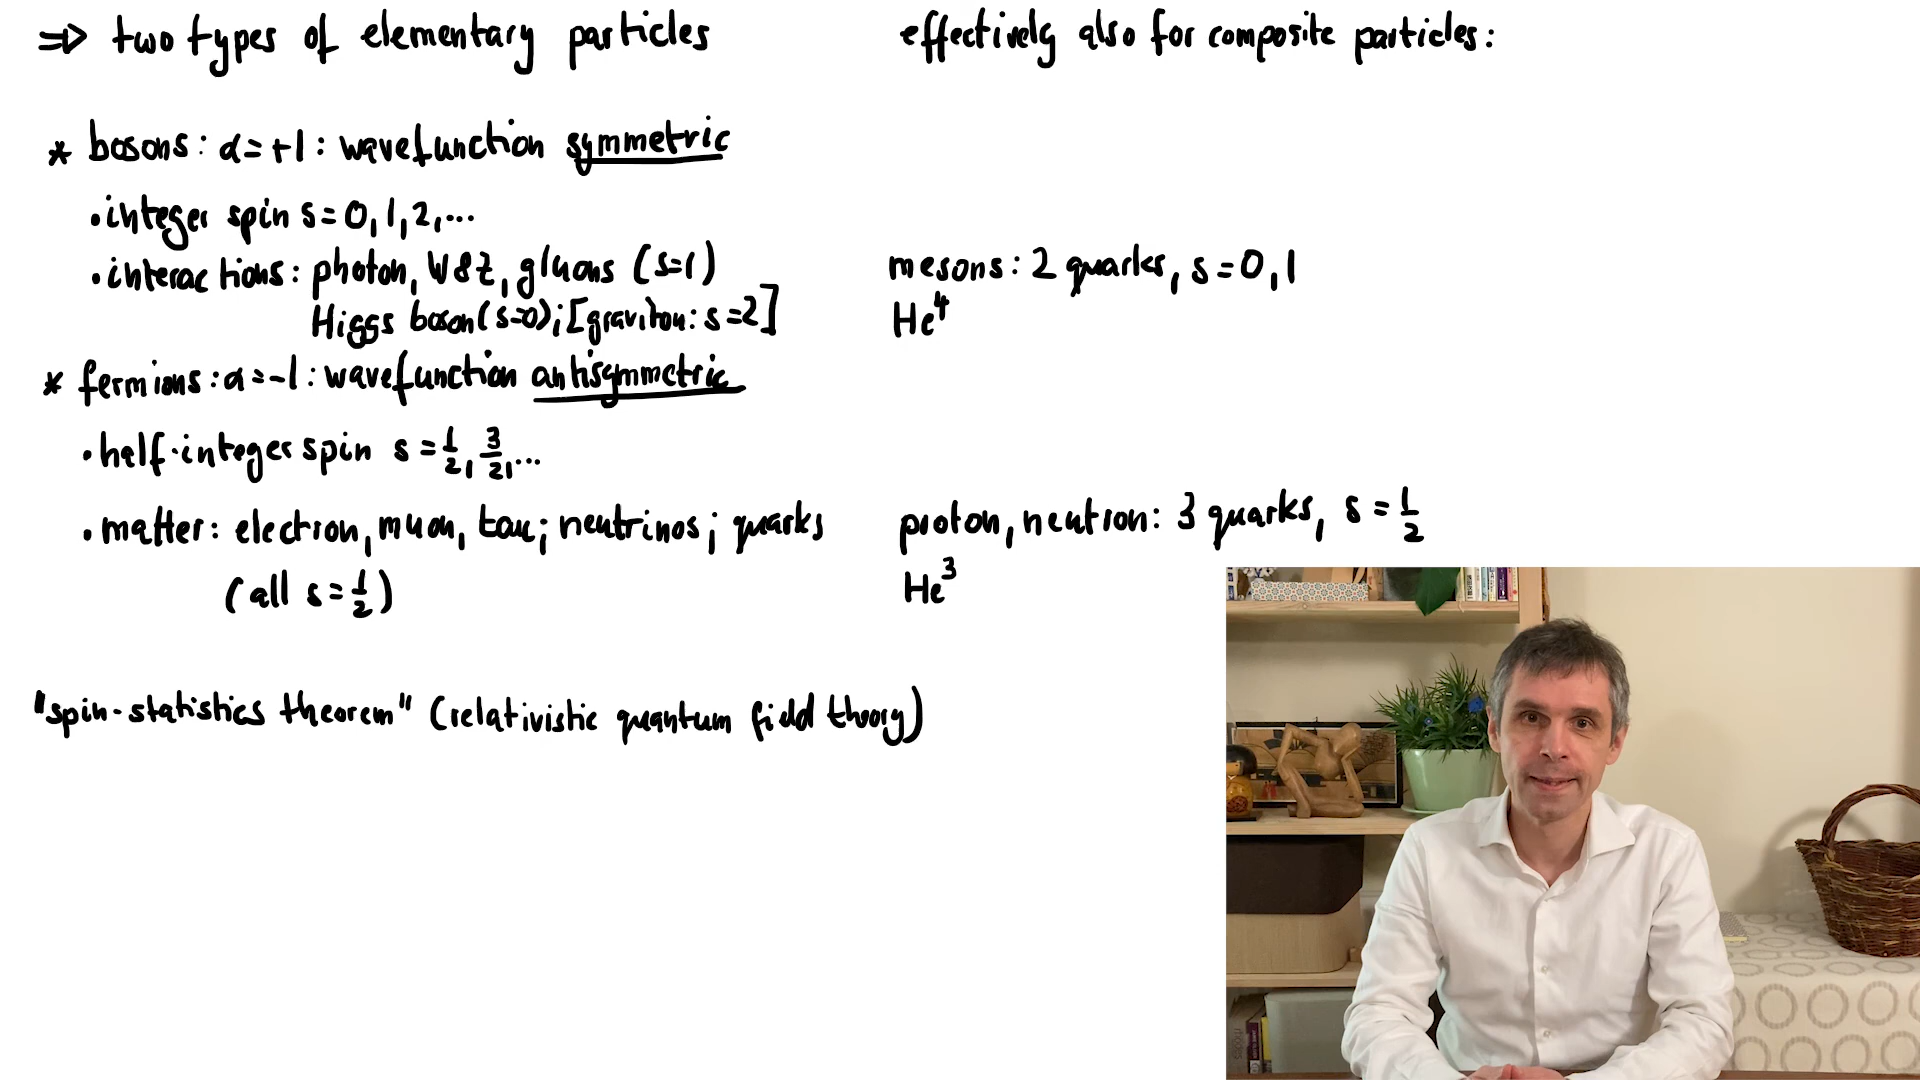 ⇒ two types of elementary particles
effectively also for composite particles:
* bosons: α=+1: wavefunction symmetric
• integer spin s=0,1,2,...
• interactions: photon, W&Z, gluons (s=1)
Higgs boson(s=0); [graviton: s=2]
mesons: 2 quarks, s=0,1
He⁴
* fermions: α=-1: wavefunction antisymmetric
• half-integer spin s=1/2, 3/2, ...
• matter: electron, muon, tau; neutrinos; quarks
(all s=1/2)
proton, neutron: 3 quarks, s=1/2
He³
"spin-statistics theorem" (relativistic quantum field theory)